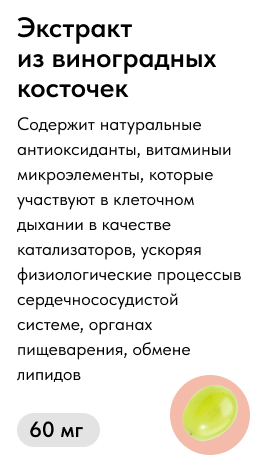 Экстракт
из виноградных
косточек
Содержит натуральные
антиоксиданты, витаминыи
микроэлементы, которые
участвуют в клеточном
дыхании в качестве
катализаторов, ускоряя
физиологические процессыв
сердечнососудистой
системе, органах
пищеварения, обмене
липидов
60 мг